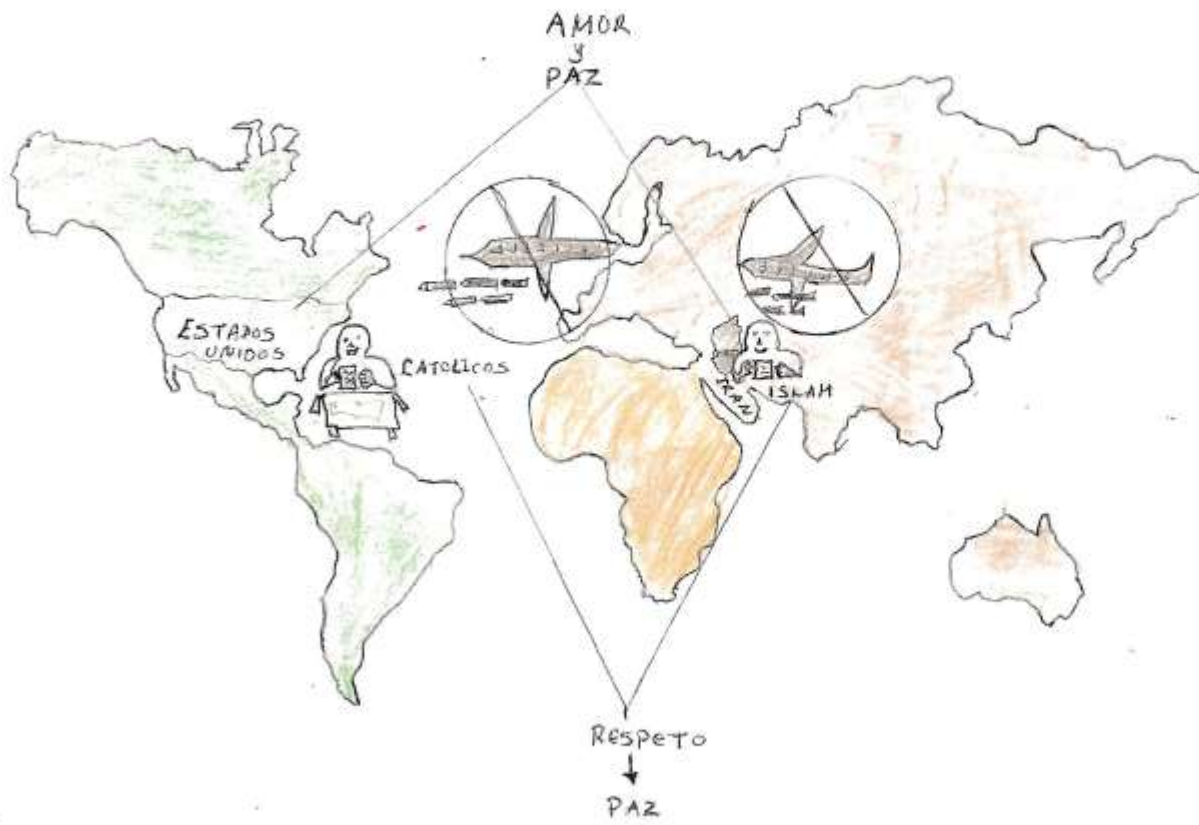 AMOR
y
PAZ
ESTADOS
UNIDOS
CATOLICOS
IRAN
ISLAM
RESPETO
PAZ